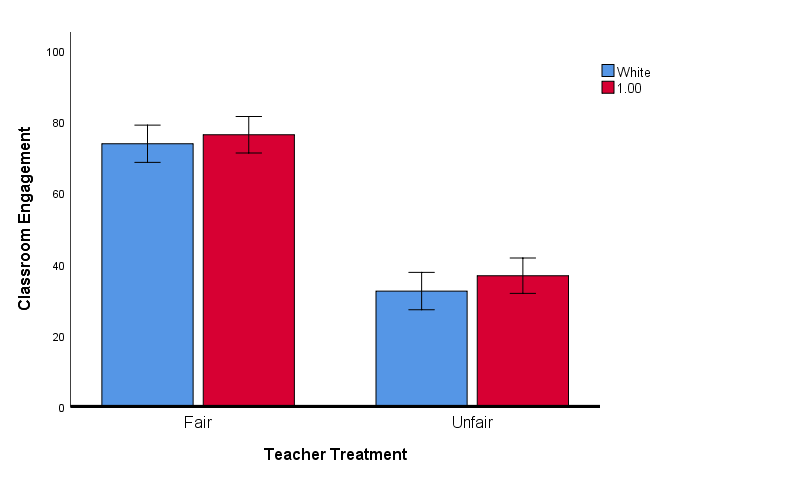 100
80
60
40
20
0
Classroom Engagement
Fair
Unfair
Teacher Treatment
White
1.00